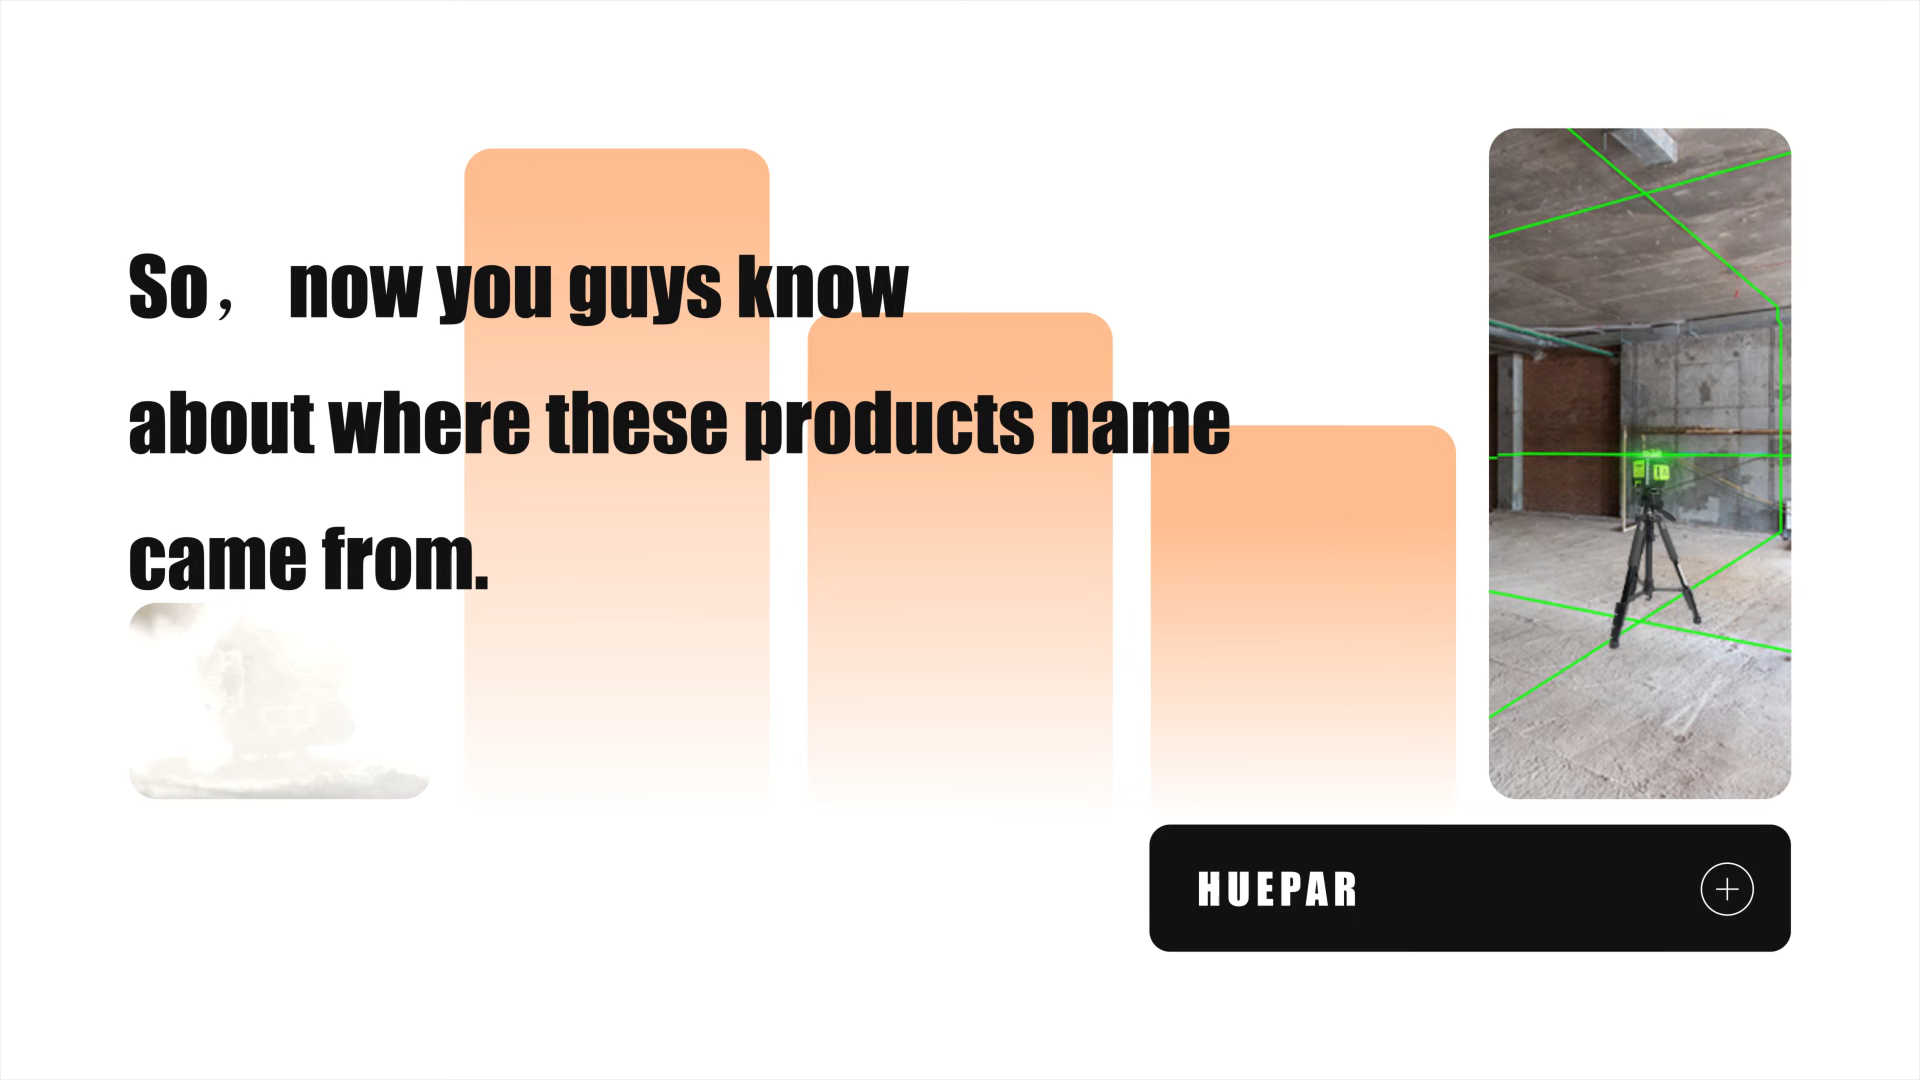 So， now you guys know
about where these products name
came from.
HUEPAR